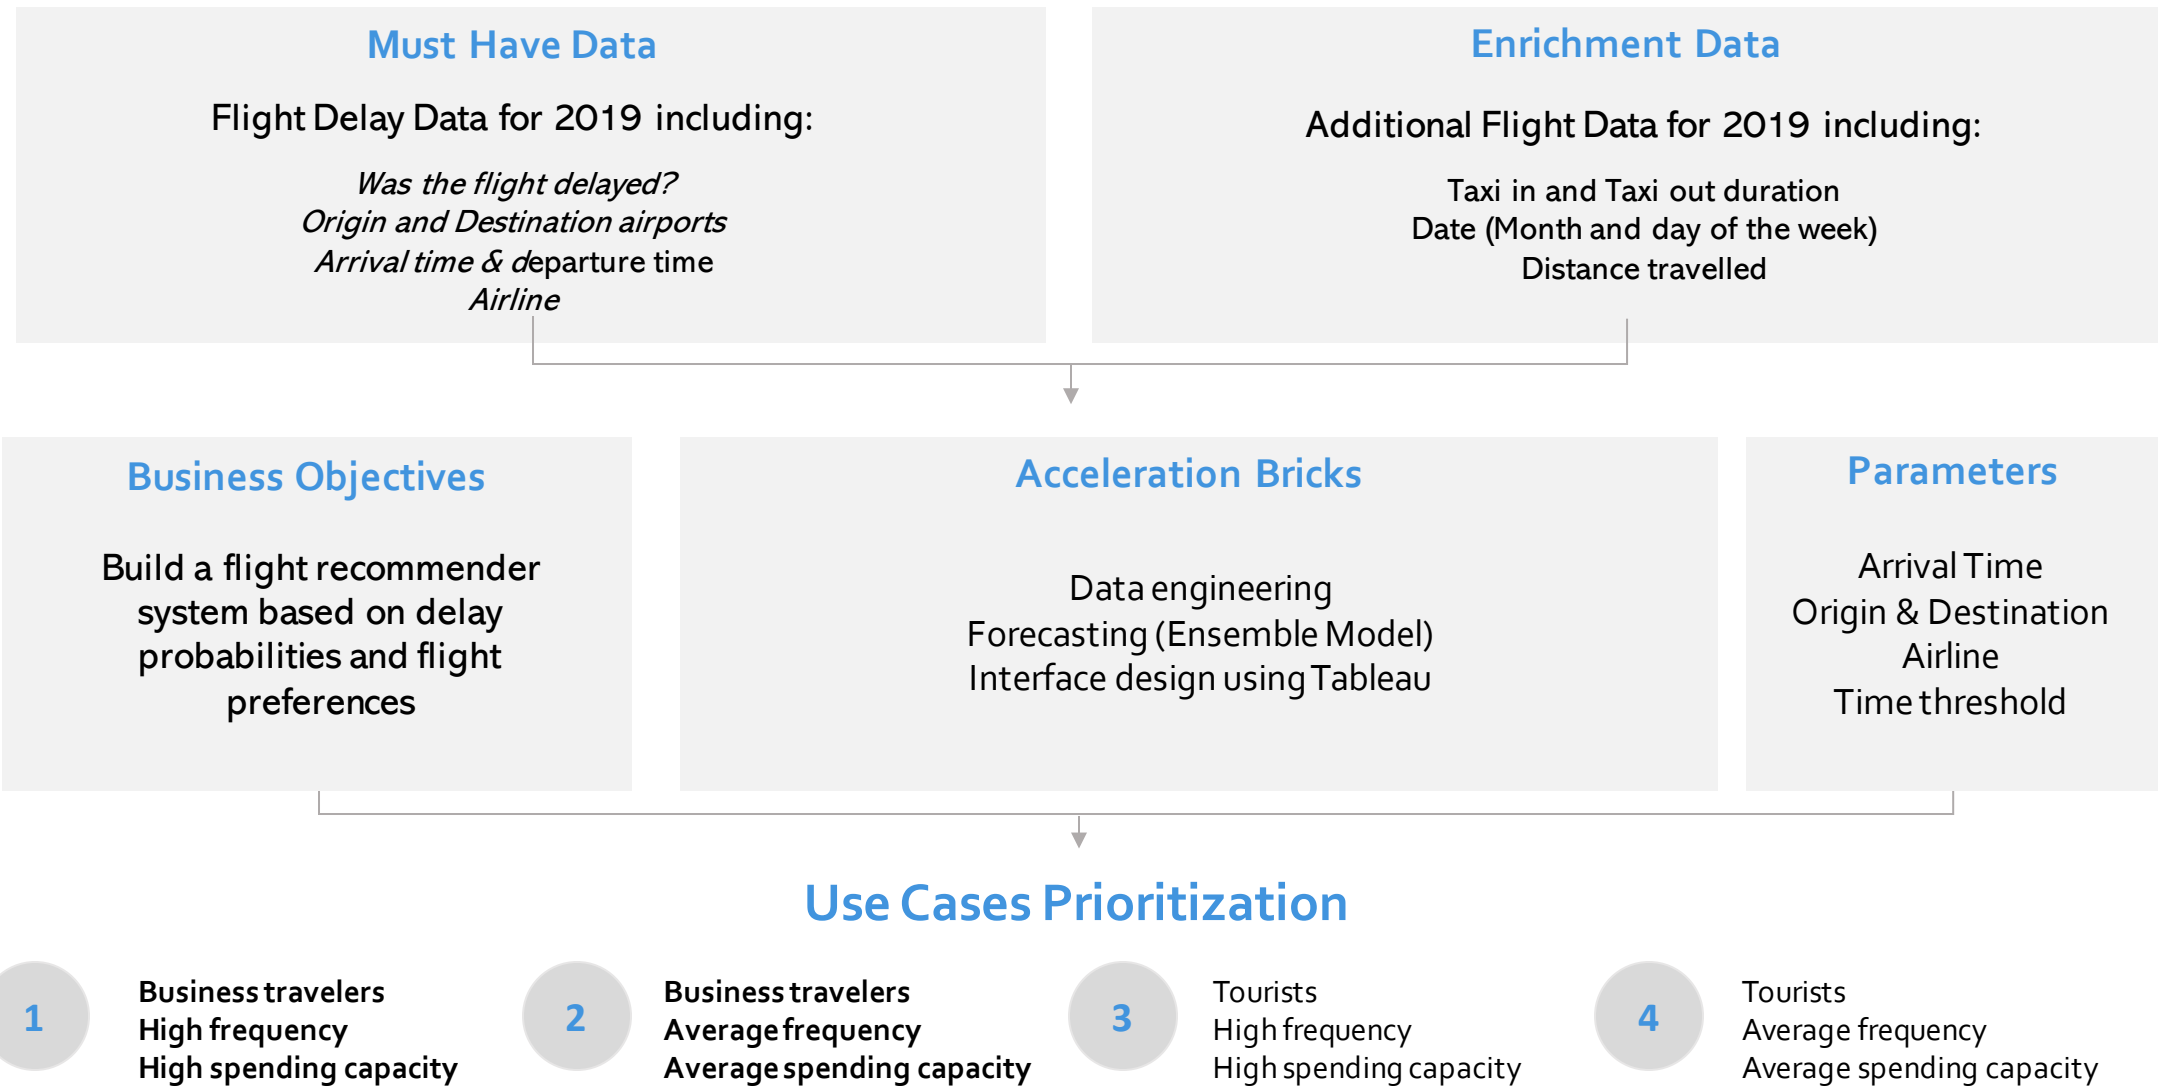 Must Have Data
Flight Delay Data for 2019 including:
Was the flight delayed?
Origin and Destination airports
Arrival time & departure time
Airline
Enrichment Data
Additional Flight Data for 2019 including:
Taxi in and Taxi out duration
Date (Month and day of the week)
Distance travelled
Business Objectives
Build a flight recommender
system based on delay
probabilities and flight
preferences
Acceleration Bricks
Data engineering
Forecasting (Ensemble Model)
Interface design using Tableau
Parameters
Arrival Time
Origin & Destination
Airline
Time threshold
Use Cases Prioritization
1
Business travelers
High frequency
High spending capacity
2
Business travelers
Average frequency
Average spending capacity
3
Tourists
High frequency
High spending capacity
4
Tourists
Average frequency
Average spending capacity